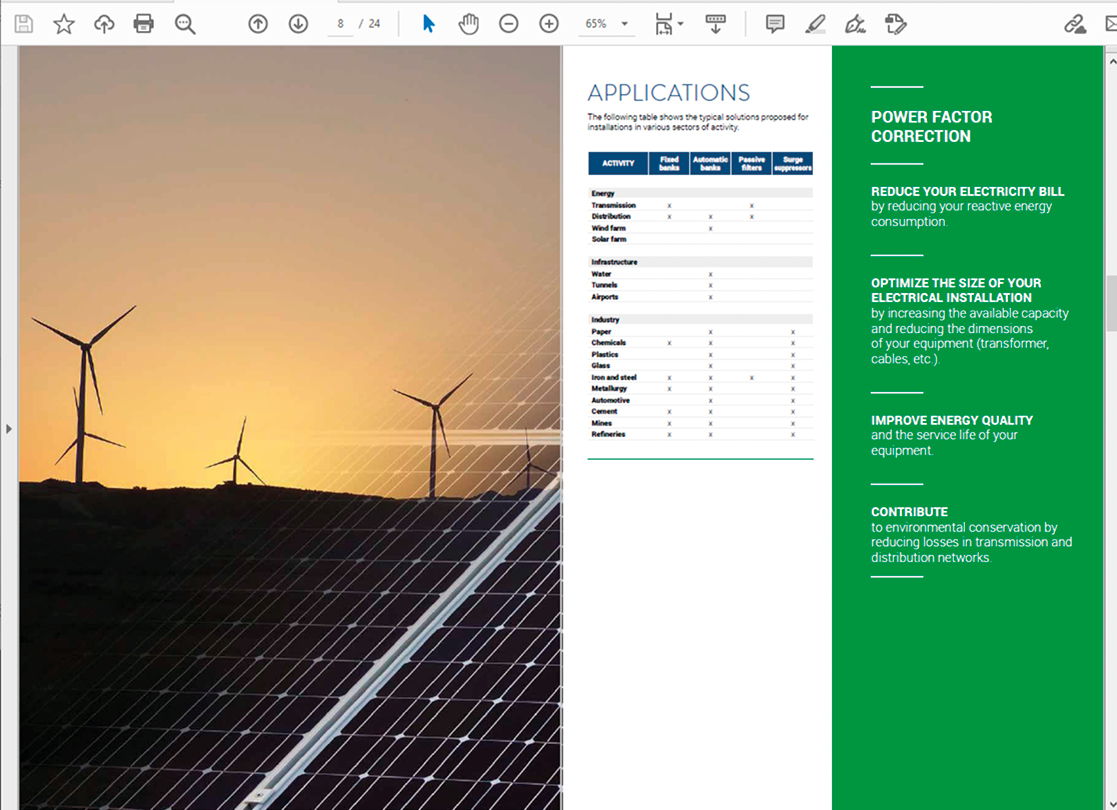 8 / 24
65%
APPLICATIONS
The following table shows the typical solutions proposed for
installations in various sectors of activity.
ACTIVITY Fixed banks Automatic banks Passive filters Surge suppressors
Energy
Transmission x x
Distribution x x x
Wind farm x
Solar farm
Infrastructure
Water x
Tunnels x
Airports x
Industry
Paper x x
Chemicals x x x
Plastics x x
Glass x x
Iron and steel x x x x
Metallurgy x x x
Automotive x x
Cement x x x
Mines x x x
Refineries x x x
POWER FACTOR
CORRECTION
REDUCE YOUR ELECTRICITY BILL
by reducing your reactive energy
consumption.
OPTIMIZE THE SIZE OF YOUR
ELECTRICAL INSTALLATION
by increasing the available capacity
and reducing the dimensions
of your equipment (transformer,
cables, etc.).
IMPROVE ENERGY QUALITY
and the service life of your
equipment.
CONTRIBUTE
to environmental conservation by
reducing losses in transmission and
distribution networks.